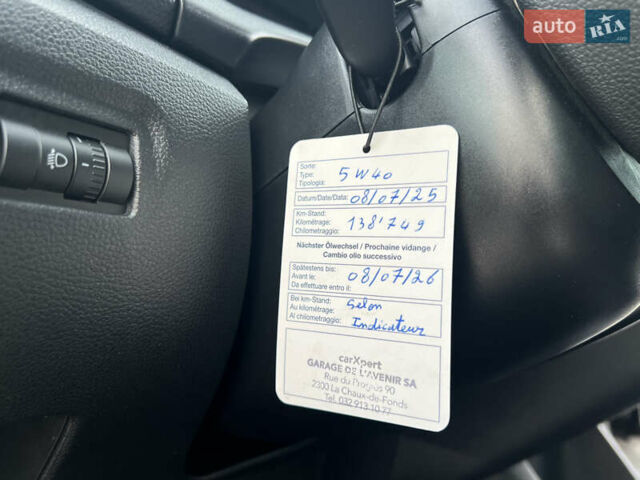 auto RIA
.com
Sorte:
Type: 5W40
Tipologia:
Datum/Date/Data: 08/07/25
Km-Stand:
Kilométrage: 138'749
Chilometraggio:
Nächster Ölwechsel / Prochaine vidange /
Cambio olio successivo
Spätestens bis:
Avant le: 08/07/26
Da effettuare entro il:
Bei km-Stand: Selon
Au kilométrage:
Al chilometraggio: Indicateur
carXpert
GARAGE DE L'AVENIR SA
Rue du Progrès 90
2300 La Chaux-de-Fonds
Tel. 032 913 10 77